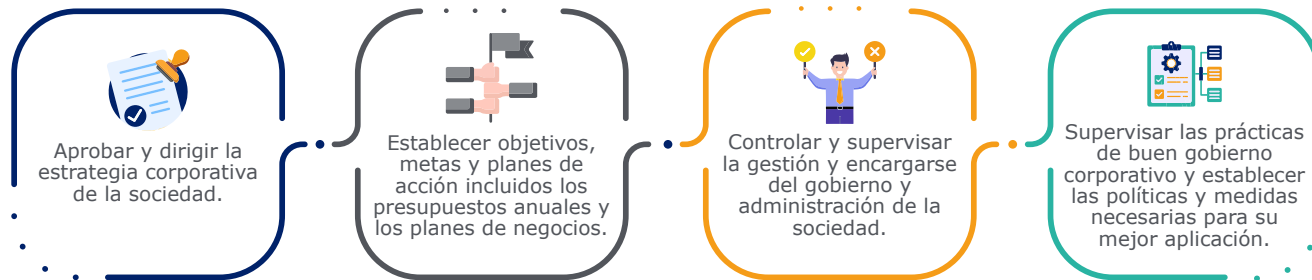 Aprobar y dirigir la
estrategia corporativa
de la sociedad.
Establecer objetivos,
metas y planes de
acción incluidos los
presupuestos anuales y
los planes de negocios.
Controlar y supervisar
la gestión y encargarse
del gobierno y
administración de la
sociedad.
Supervisar las prácticas
de buen gobierno
corporativo y establecer
las políticas y medidas
necesarias para su
mejor aplicación.